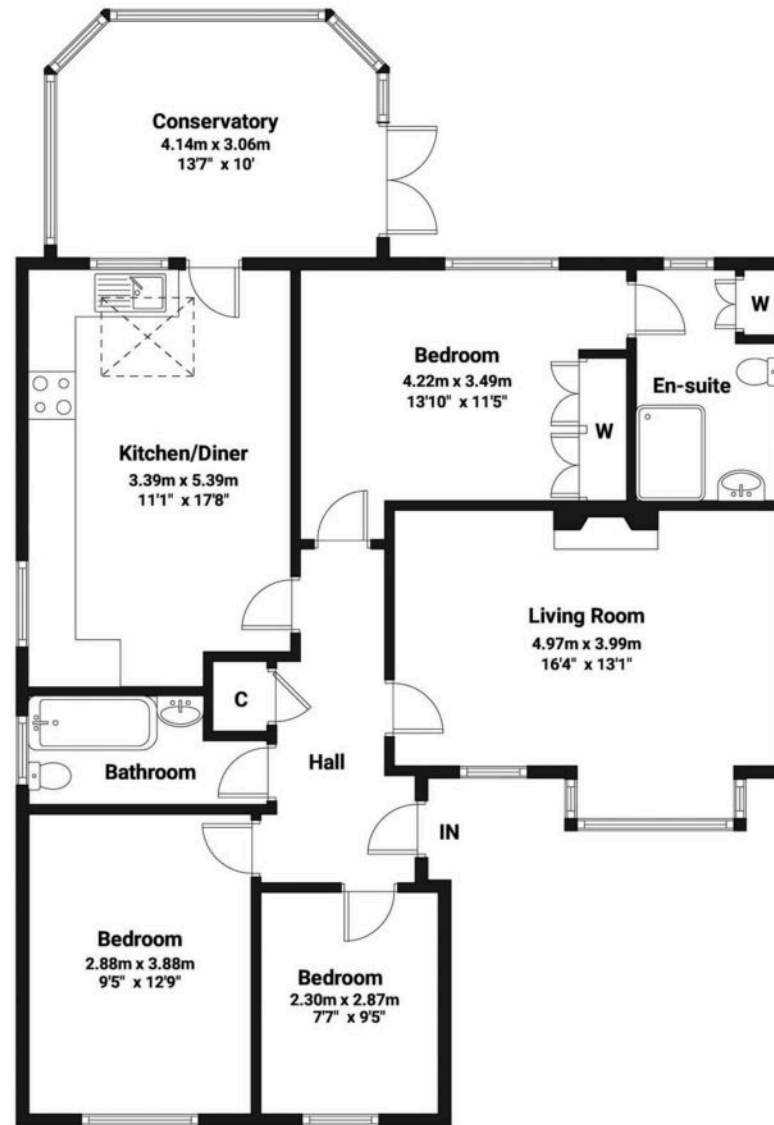 Conservatory
4.14m x 3.06m
13'7" x 10'
W
Bedroom
4.22m x 3.49m
13'10" x 11'5"
En-suite
W
Kitchen/Diner
3.39m x 5.39m
11'1" x 17'8"
Living Room
4.97m x 3.99m
16'4" x 13'1"
C
Hall
Bathroom
IN
Bedroom
2.88m x 3.88m
9'5" x 12'9"
Bedroom
2.30m x 2.87m
7'7" x 9'5"